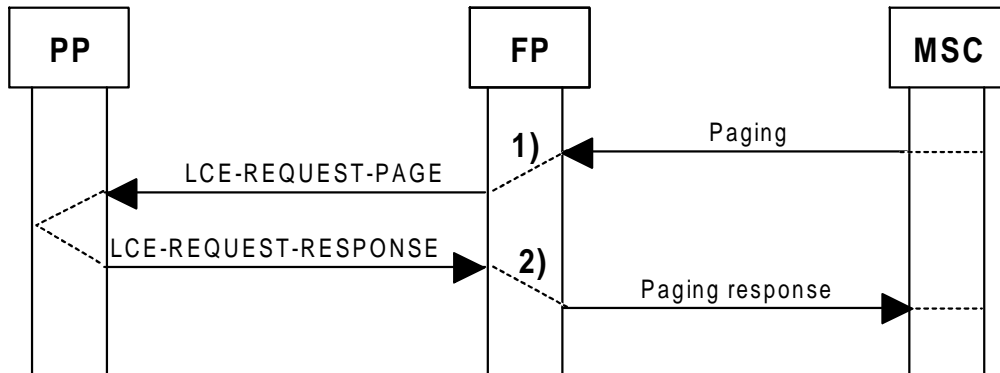 PP
FP
MSC
Paging
1)
LCE-REQUEST-PAGE
LCE-REQUEST-RESPONSE
2)
Paging response